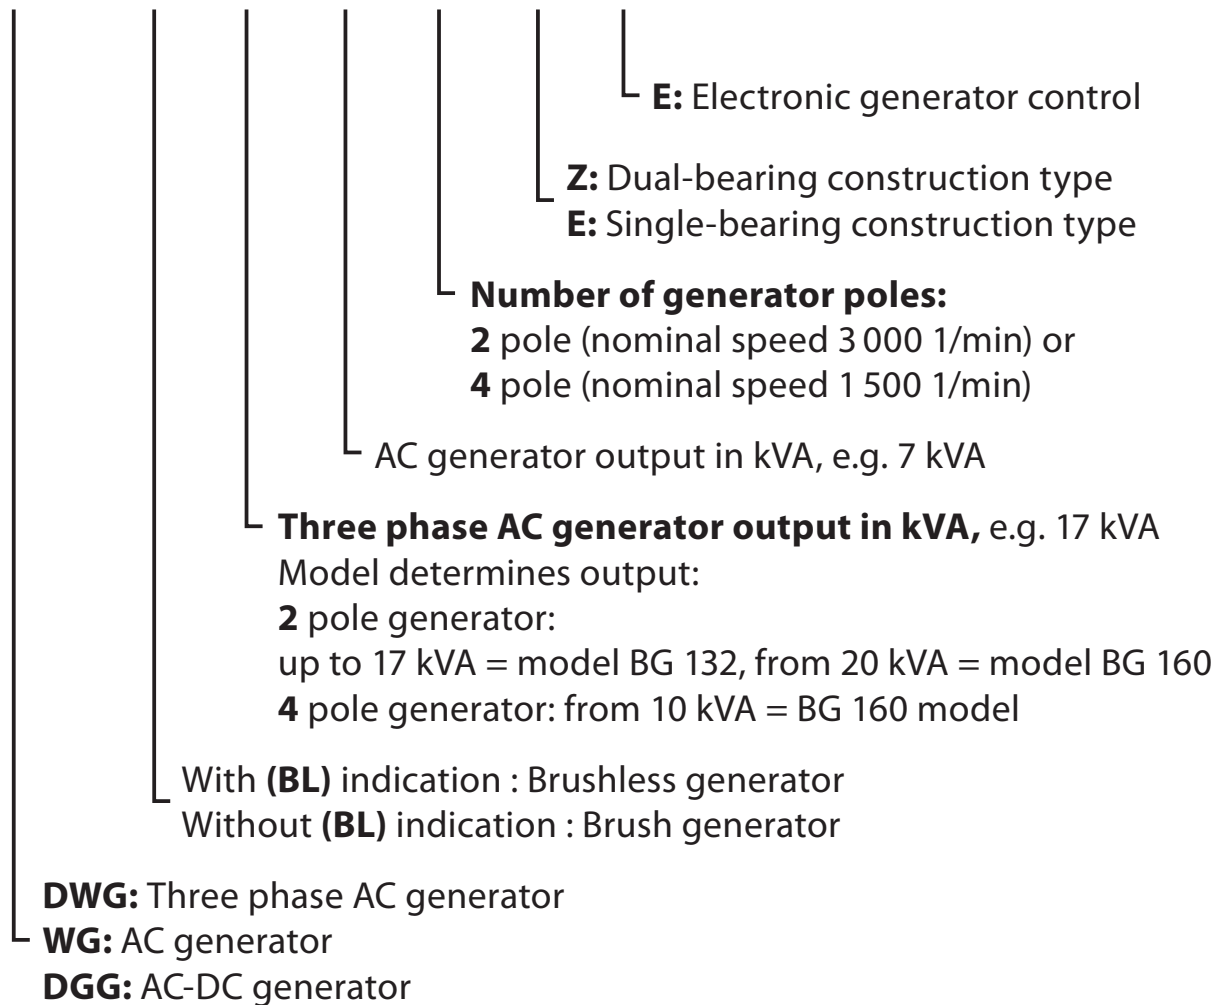 E: Electronic generator control
Z: Dual-bearing construction type
E: Single-bearing construction type
Number of generator poles:
2 pole (nominal speed 3 000 1/min) or
4 pole (nominal speed 1 500 1/min)
AC generator output in kVA, e.g. 7 kVA
Three phase AC generator output in kVA, e.g. 17 kVA
Model determines output:
2 pole generator:
up to 17 kVA = model BG 132, from 20 kVA = model BG 160
4 pole generator: from 10 kVA = BG 160 model
With (BL) indication : Brushless generator
Without (BL) indication : Brush generator
DWG: Three phase AC generator
WG: AC generator
DGG: AC-DC generator